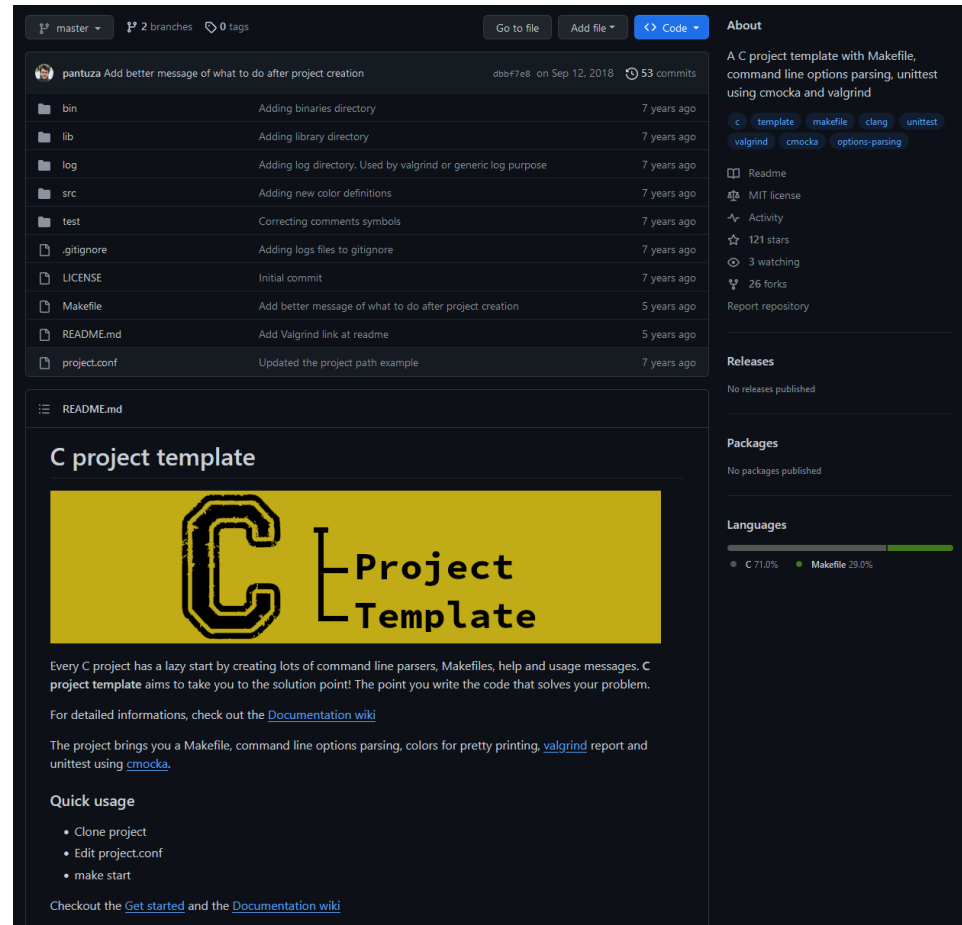 master
2 branches
0 tags
Go to file
Add file
<> Code
pantuza Add better message of what to do after project creation
dbbf7e8 on Sep 12, 2018
53 commits
bin Adding binaries directory 7 years ago
lib Adding library directory 7 years ago
log Adding log directory. Used by valgrind or generic log purpose 7 years ago
src Adding new color definitions 7 years ago
test Correcting comments symbols 7 years ago
.gitignore Adding logs files to gitignore 7 years ago
LICENSE Initial commit 7 years ago
Makefile Add better message of what to do after project creation 5 years ago
README.md Add Valgrind link at readme 5 years ago
project.conf Updated the project path example 7 years ago
README.md
C project template
C
Project
Template
Every C project has a lazy start by creating lots of command line parsers, Makefiles, help and usage messages. C
project template aims to take you to the solution point! The point you write the code that solves your problem.
For detailed informations, check out the Documentation wiki
The project brings you a Makefile, command line options parsing, colors for pretty printing, valgrind report and
unittest using cmocka.
Quick usage
• Clone project
• Edit project.conf
• make start
Checkout the Get started and the Documentation wiki
About
A C project template with Makefile,
command line options parsing, unittest
using cmocka and valgrind
c template makefile clang unittest
valgrind cmocka options-parsing
Readme
MIT license
Activity
121 stars
3 watching
26 forks
Report repository
Releases
No releases published
Packages
No packages published
Languages
C 71.0% Makefile 29.0%